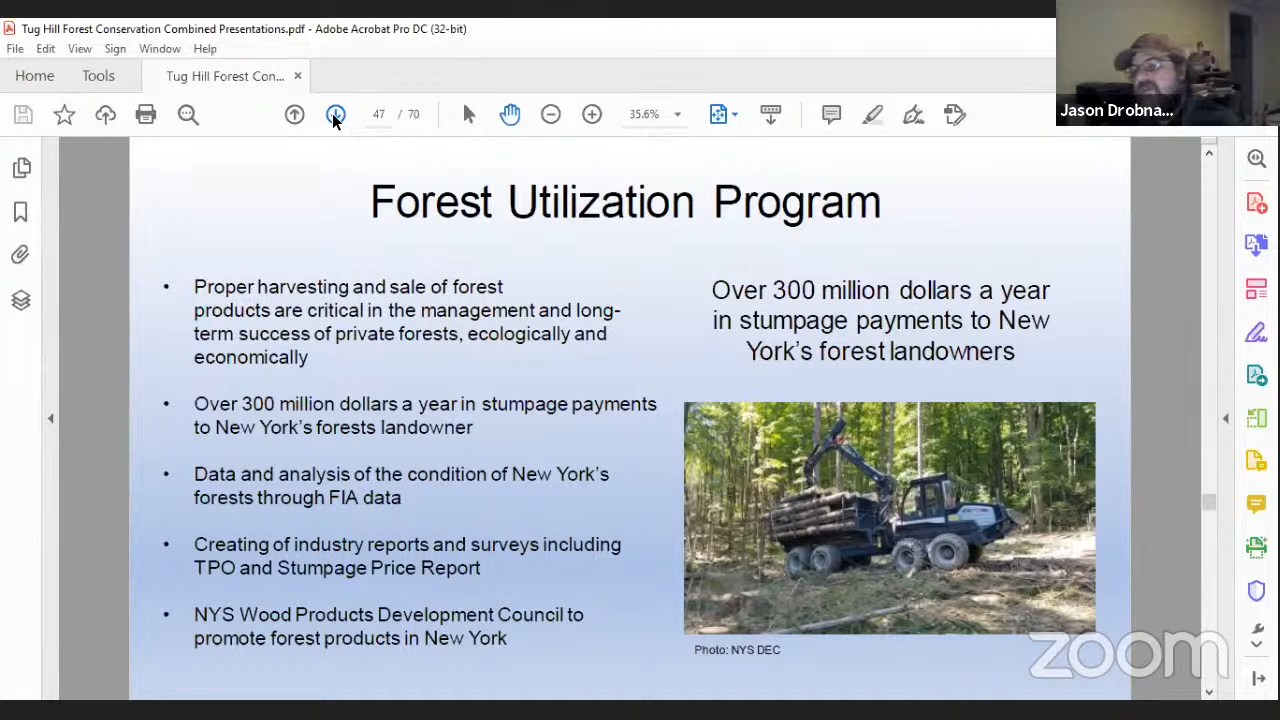 Tug Hill Forest Conservation Combined Presentations.pdf - Adobe Acrobat Pro DC (32-bit)
File Edit View Sign Window Help
Home Tools Tug Hill Forest Con... ×
47 / 70 35.6%
Jason Drobna...
Forest Utilization Program
• Proper harvesting and sale of forest
products are critical in the management and long-
term success of private forests, ecologically and
economically
• Over 300 million dollars a year in stumpage payments
to New York's forests landowner
• Data and analysis of the condition of New York's
forests through FIA data
• Creating of industry reports and surveys including
TPO and Stumpage Price Report
• NYS Wood Products Development Council to
promote forest products in New York
Over 300 million dollars a year
in stumpage payments to New
York's forest landowners
Photo: NYS DEC
zoom